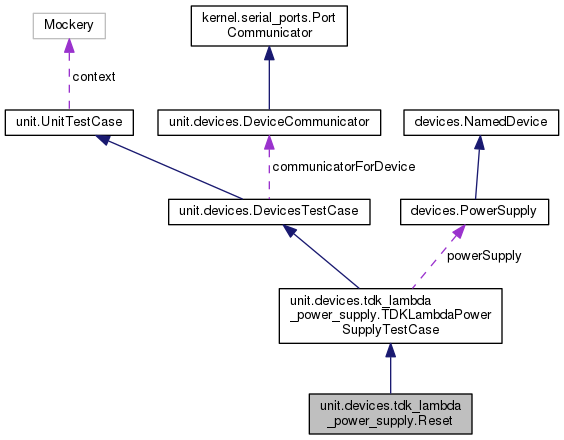 Mockery
kernel.serial_ports.Port
Communicator
context
unit.UnitTestCase
unit.devices.DeviceCommunicator
devices.NamedDevice
communicatorForDevice
unit.devices.DevicesTestCase
devices.PowerSupply
powerSupply
unit.devices.tdk_lambda
_power_supply.TDKLambdaPower
SupplyTestCase
unit.devices.tdk_lambda
_power_supply.Reset